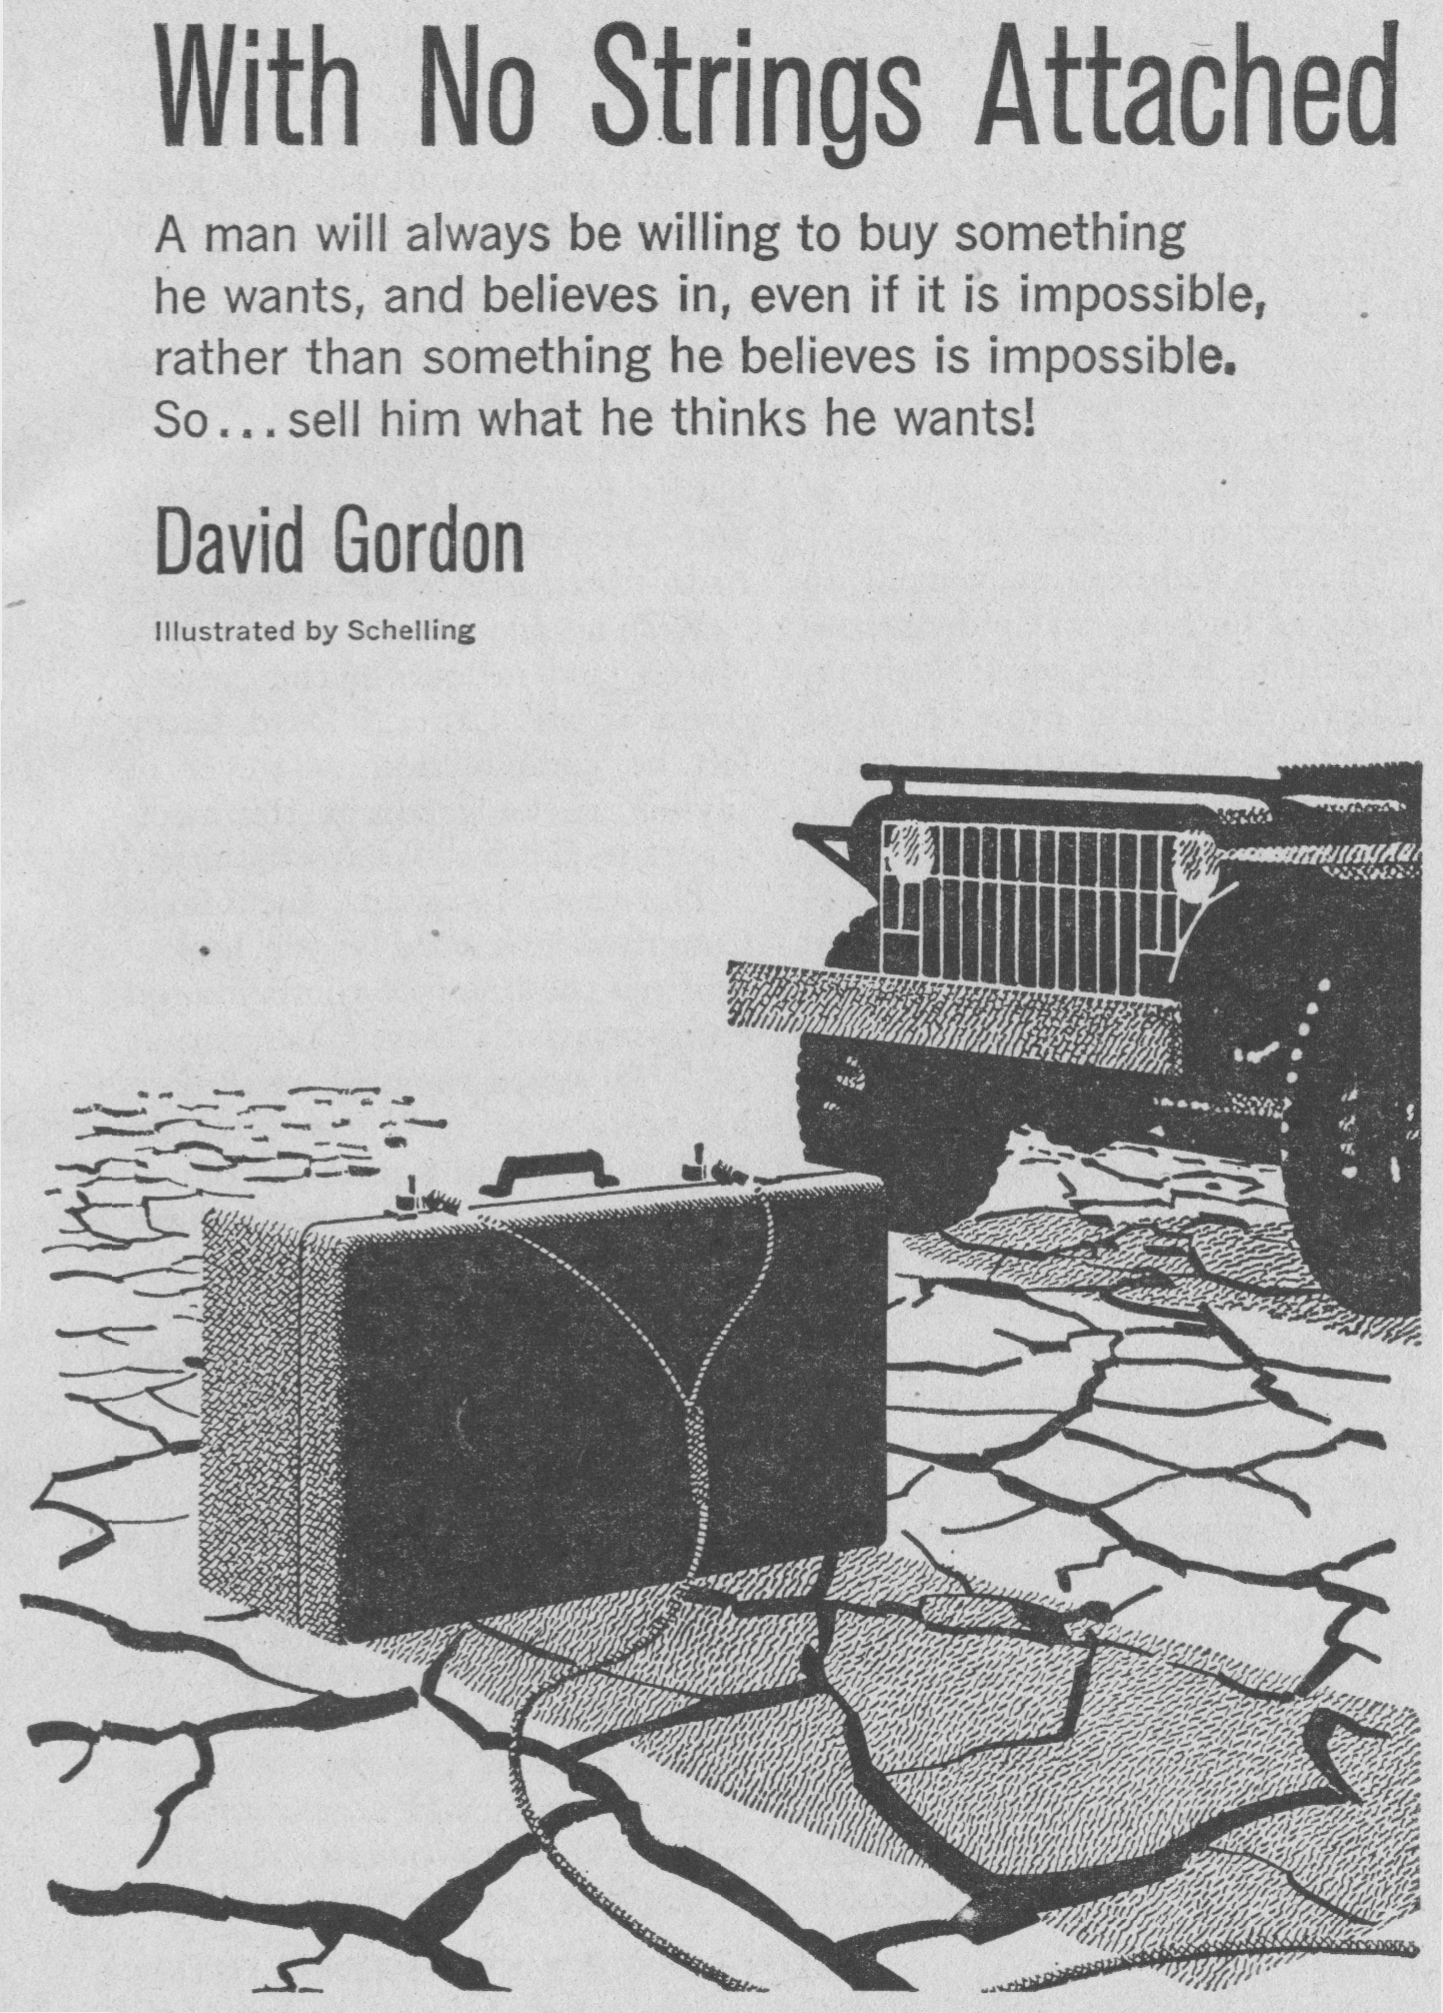 With No Strings Attached
A man will always be willing to buy something
he wants, and believes in, even if it is impossible,
rather than something he believes is impossible.
So...sell him what he thinks he wants!
David Gordon
Illustrated by Schelling